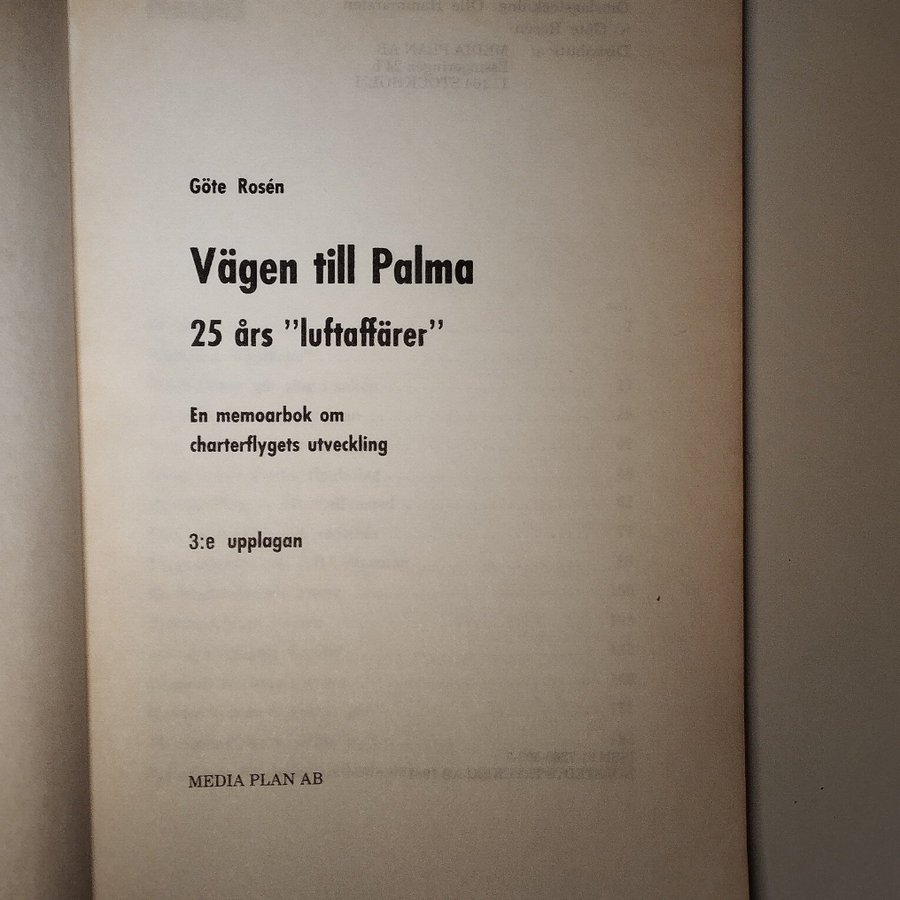 Göte Rosén
Vägen till Palma
25 års ”luftaffärer”
En memoarbok om
charterflygets utveckling
3:e upplagan
MEDIA PLAN AB